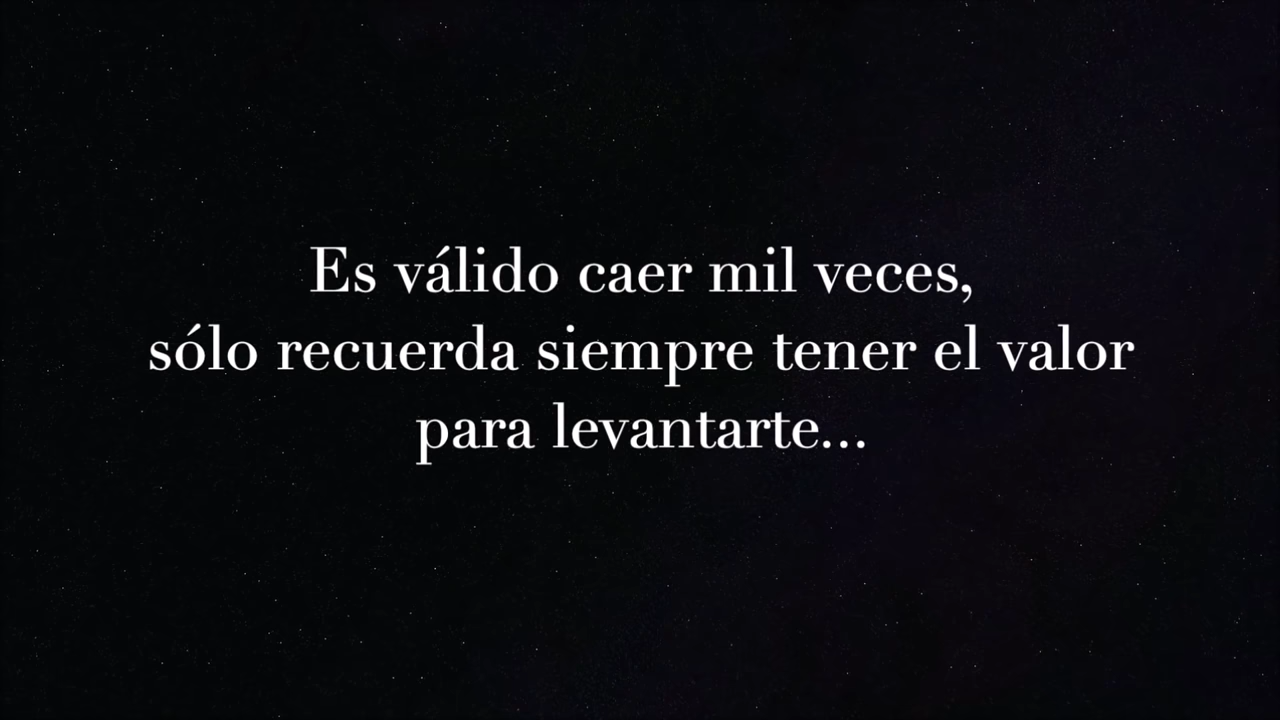 Es válido caer mil veces,
sólo recuerda siempre tener el valor
para levantarte...